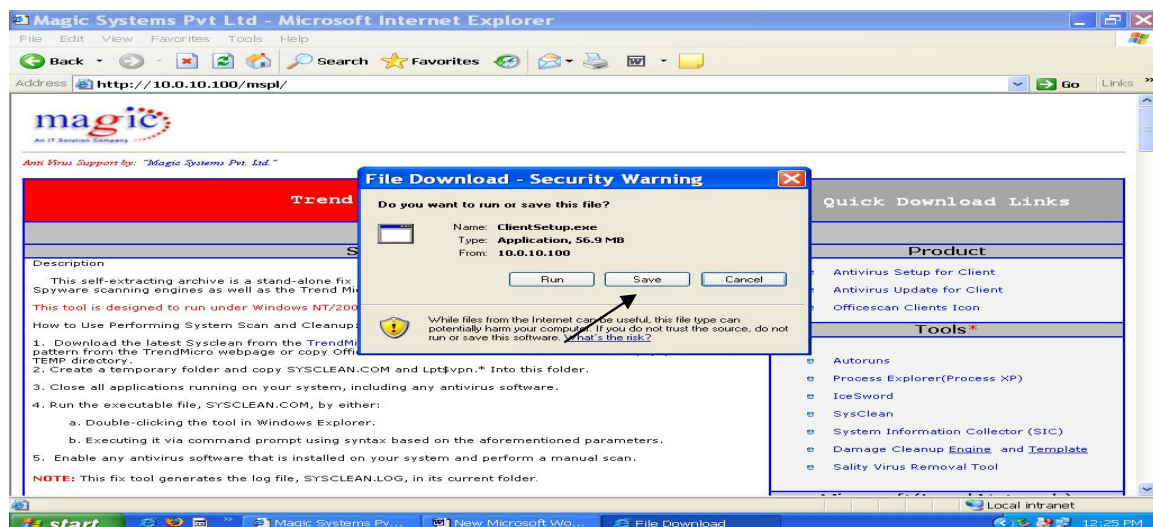 Magic Systems Pvt Ltd - Microsoft Internet Explorer
File Edit View Favorites Tools Help
Back Search Favorites
Address http://10.0.10.100/mspl/ Go Links
magic
An IT Solution Company
Anti Virus Support by: "Magic Systems Pvt. Ltd."
Trend
Quick Download Links
S
Description
This self-extracting archive is a stand-alone fix
Spyware scanning engines as well as the Trend Mi
This tool is designed to run under Windows NT/200
How to Use Performing System Scan and Cleanup:
1. Download the latest Sysclean from the TrendMi
pattern from the TrendMicro webpage or copy Offi
TEMP directory.
2. Create a temporary folder and copy SYSCLEAN.COM and Lpt$vpn.* Into this folder.
3. Close all applications running on your system, including any antivirus software.
4. Run the executable file, SYSCLEAN.COM, by either:
a. Double-clicking the tool in Windows Explorer.
b. Executing it via command prompt using syntax based on the aforementioned parameters.
5. Enable any antivirus software that is installed on your system and perform a manual scan.
NOTE: This fix tool generates the log file, SYSCLEAN.LOG, in its current folder.
File Download - Security Warning
Do you want to run or save this file?
Name: ClientSetup.exe
Type: Application, 56.9 MB
From: 10.0.10.100
Run Save Cancel
While files from the Internet can be useful, this file type can
potentially harm your computer. If you do not trust the source, do not
run or save this software. What's the risk?
Product
Antivirus Setup for Client
Antivirus Update for Client
Officescan Clients Icon
Tools*
Autoruns
Process Explorer(Process XP)
IceSword
SysClean
System Information Collector (SIC)
Damage Cleanup Engine and Template
Sality Virus Removal Tool
Local intranet
start Magic Systems Pv... New Microsoft Wo... File Download 12:25 PM